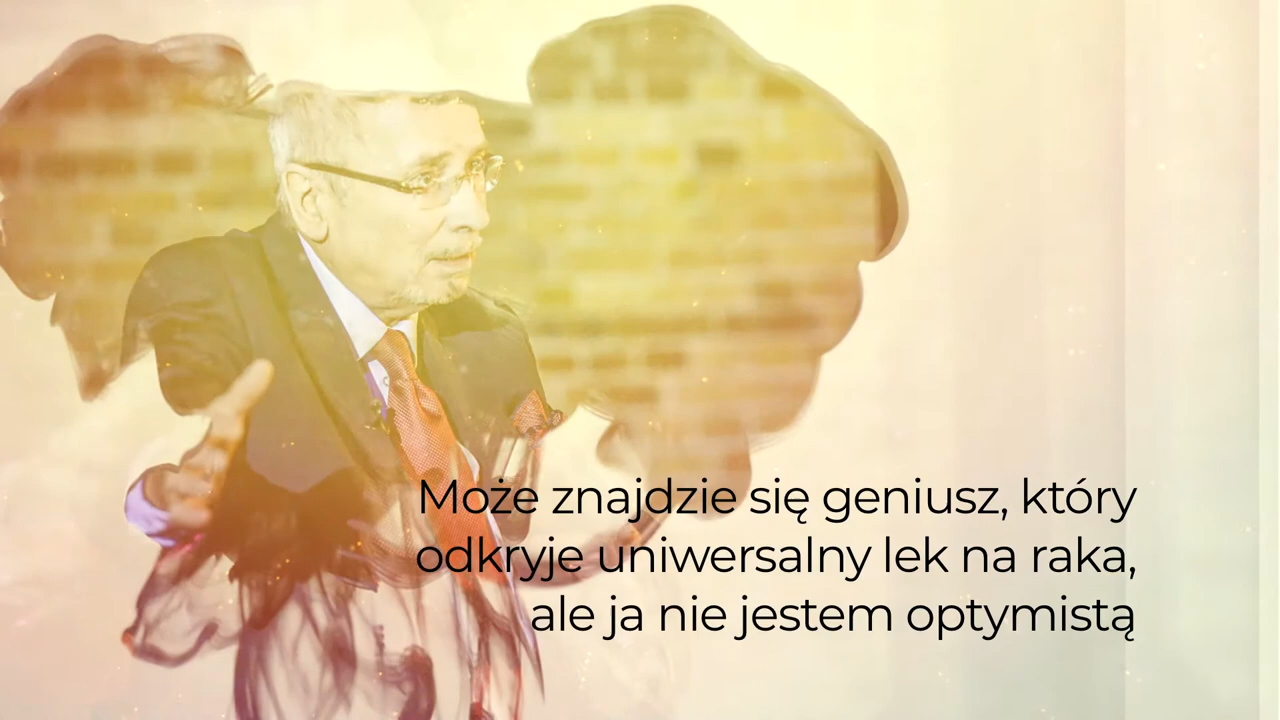 Może znajdzie się geniusz, który
odkryje uniwersalny lek na raka,
ale ja nie jestem optymistą